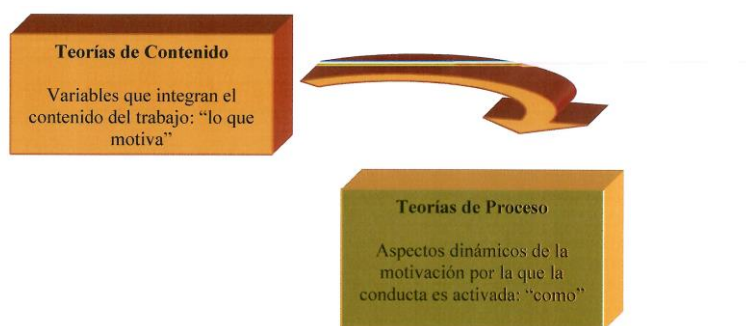 Teorías de Contenido
Variables que integran el
contenido del trabajo: “lo que
motiva”
Teorías de Proceso
Aspectos dinámicos de la
motivación por la que la
conducta es activada: “como”